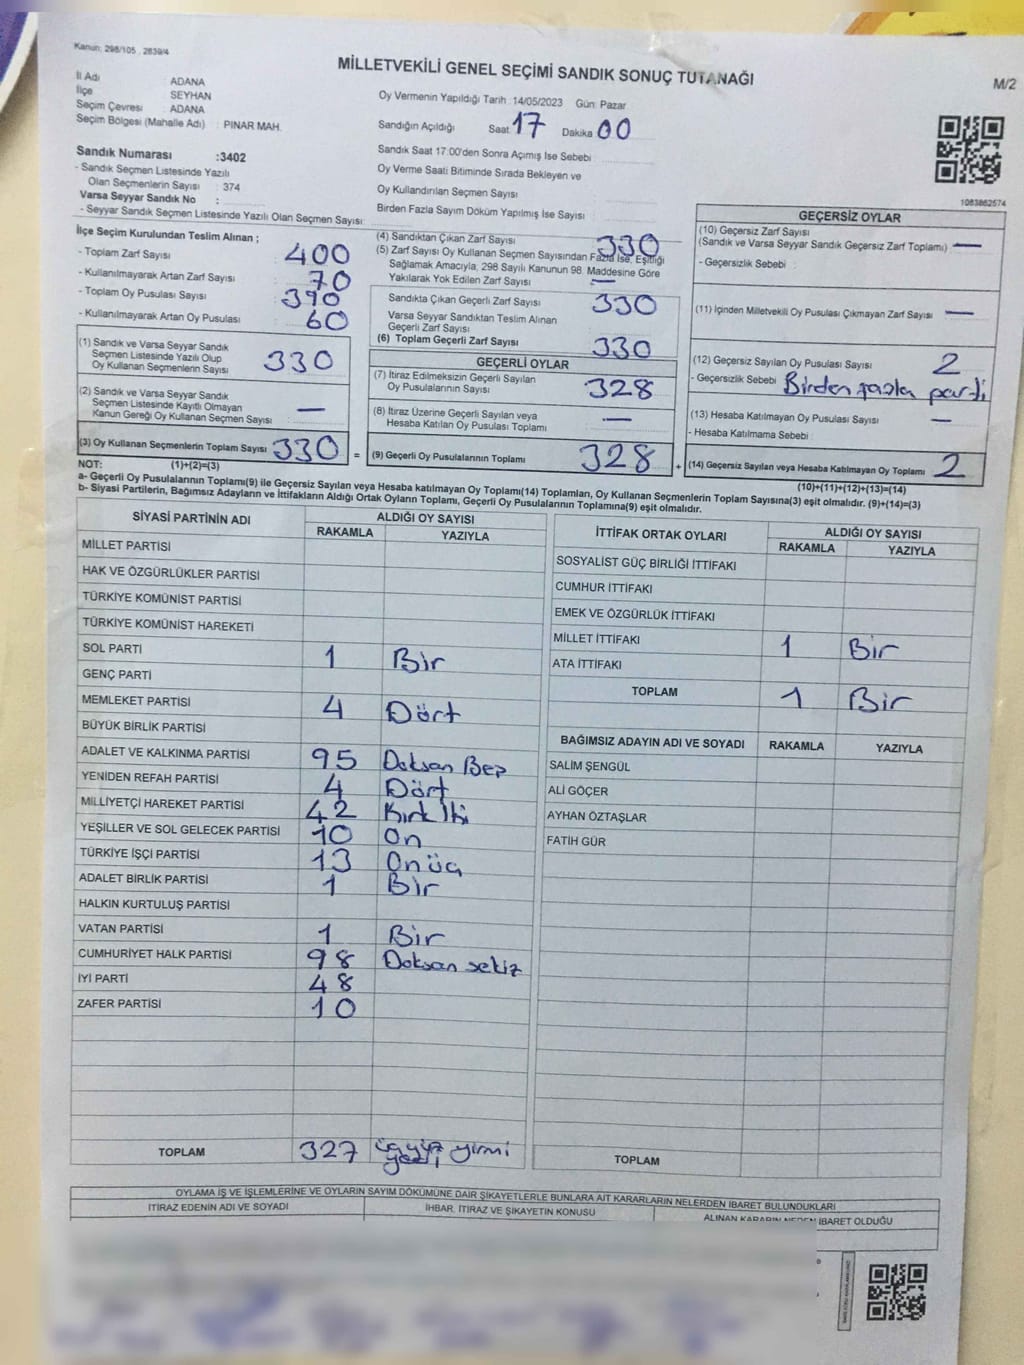 Kanun: 298/105 , 2839/4
MİLLETVEKİLİ GENEL SEÇİMİ SANDIK SONUÇ TUTANAĞI
M/2
İl Adı : ADANA
İlçe : SEYHAN
Seçim Çevresi : ADANA
Seçim Bölgesi (Mahalle Adı) : PINAR MAH.
Sandık Numarası :3402
- Sandık Seçmen Listesinde Yazılı
Olan Seçmenlerin Sayısı : 374
Varsa Seyyar Sandık No :
- Seyyar Sandık Seçmen Listesinde Yazılı Olan Seçmen Sayısı:
Oy Vermenin Yapıldığı Tarih :14/05/2023 Gün: Pazar
Sandığın Açıldığı Saat: 17 Dakika 00
Sandık Saat 17:00'den Sonra Açımış İse Sebebi
Oy Verme Saati Bitiminde Sırada Bekleyen ve
Oy Kullandırılan Seçmen Sayısı
Birden Fazla Sayım Döküm Yapılmış İse Sayısı
1083862574
İlçe Seçim Kurulundan Teslim Alınan ;
- Toplam Zarf Sayısı : 400
- Kullanılmayarak Artan Zarf Sayısı : 70
- Toplam Oy Pusulası Sayısı : 390
- Kullanılmayarak Artan Oy Pusulası : 60
(1) Sandık ve Varsa Seyyar Sandık
Seçmen Listesinde Yazılı Olup
Oy Kullanan Seçmenlerin Sayısı 330
(2) Sandık ve Varsa Seyyar Sandık
Seçmen Listesinde Kayıtlı Olmayan
Kanun Gereği Oy Kullanan Seçmen Sayısı —
(3) Oy Kullanan Seçmenlerin Toplam Sayısı 330 =
(4) Sandıktan Çıkan Zarf Sayısı 330
(5) Zarf Sayısı Oy Kullanan Seçmen Sayısından Fazla İse, Eşitliği
Sağlamak Amacıyla, 298 Sayılı Kanunun 98. Maddesine Göre
Yakılarak Yok Edilen Zarf Sayısı —
Sandıkta Çıkan Geçerli Zarf Sayısı 330
Varsa Seyyar Sandıktan Teslim Alınan
Geçerli Zarf Sayısı
(6) Toplam Geçerli Zarf Sayısı 330
GEÇERLİ OYLAR
(7) İtiraz Edilmeksizin Geçerli Sayılan
Oy Pusulalarının Sayısı 328
(8) İtiraz Üzerine Geçerli Sayılan veya
Hesaba Katılan Oy Pusulası Toplamı —
(9) Geçerli Oy Pusulalarının Toplamı 328 +
GEÇERSİZ OYLAR
(10) Geçersiz Zarf Sayısı
(Sandık ve Varsa Seyyar Sandık Geçersiz Zarf Toplamı) —
- Geçersizlik Sebebi :
(11) İçinden Milletvekili Oy Pusulası Çıkmayan Zarf Sayısı —
(12) Geçersiz Sayılan Oy Pusulası Sayısı 2
- Geçersizlik Sebebi Birden fazla parti
(13) Hesaba Katılmayan Oy Pusulası Sayısı —
- Hesaba Katılmama Sebebi
(14) Geçersiz Sayılan veya Hesaba Katılmayan Oy Toplamı 2
NOT: (1)+(2)=(3)
(10)+(11)+(12)+(13)=(14)
a- Geçerli Oy Pusulalarının Toplamı(9) ile Geçersiz Sayılan veya Hesaba katılmayan Oy Toplamı(14) Toplamları, Oy Kullanan Seçmenlerin Toplam Sayısına(3) eşit olmalıdır. (9)+(14)=(3)
b- Siyasi Partilerin, Bağımsız Adayların ve İttifakların Aldığı Ortak Oyların Toplamı, Geçerli Oy Pusulalarının Toplamına(9) eşit olmalıdır.
SİYASİ PARTİNİN ADI ALDIĞI OY SAYISI
RAKAMLA YAZIYLA
MİLLET PARTİSİ
HAK VE ÖZGÜRLÜKLER PARTİSİ
TÜRKİYE KOMÜNİST PARTİSİ
TÜRKİYE KOMÜNİST HAREKETİ
SOL PARTİ 1 Bir
GENÇ PARTİ
MEMLEKET PARTİSİ 4 Dört
BÜYÜK BİRLİK PARTİSİ
ADALET VE KALKINMA PARTİSİ 95 Doksan Beş
YENİDEN REFAH PARTİSİ 4 Dört
MİLLİYETÇİ HAREKET PARTİSİ 42 Kırk İki
YEŞİLLER VE SOL GELECEK PARTİSİ 10 On
TÜRKİYE İŞÇİ PARTİSİ 13 Onüç
ADALET BİRLİK PARTİSİ 1 Bir
HALKIN KURTULUŞ PARTİSİ
VATAN PARTİSİ 1 Bir
CUMHURİYET HALK PARTİSİ 98 Doksan sekiz
İYİ PARTİ 48
ZAFER PARTİSİ 10
TOPLAM 327 üçyüz yirmi
yedi
İTTİFAK ORTAK OYLARI ALDIĞI OY SAYISI
RAKAMLA YAZIYLA
SOSYALİST GÜÇ BİRLİĞİ İTTİFAKI
CUMHUR İTTİFAKI
EMEK VE ÖZGÜRLÜK İTTİFAKI
MİLLET İTTİFAKI 1 Bir
ATA İTTİFAKI
TOPLAM 1 Bir
BAĞIMSIZ ADAYIN ADI VE SOYADI RAKAMLA YAZIYLA
SALİM ŞENGÜL
ALİ GÖÇER
AYHAN ÖZTAŞLAR
FATİH GÜR
TOPLAM
OYLAMA İŞ VE İŞLEMLERİNE VE OYLARIN SAYIM DÖKÜMÜNE DAİR ŞİKAYETLERLE BUNLARA AİT KARARLARIN NELERDEN İBARET BULUNDUKLARI
İTİRAZ EDENİN ADI VE SOYADI İHBAR, İTİRAZ VE ŞİKAYETİN KONUSU ALINAN KARARIN NEDEN İBARET OLDUĞU